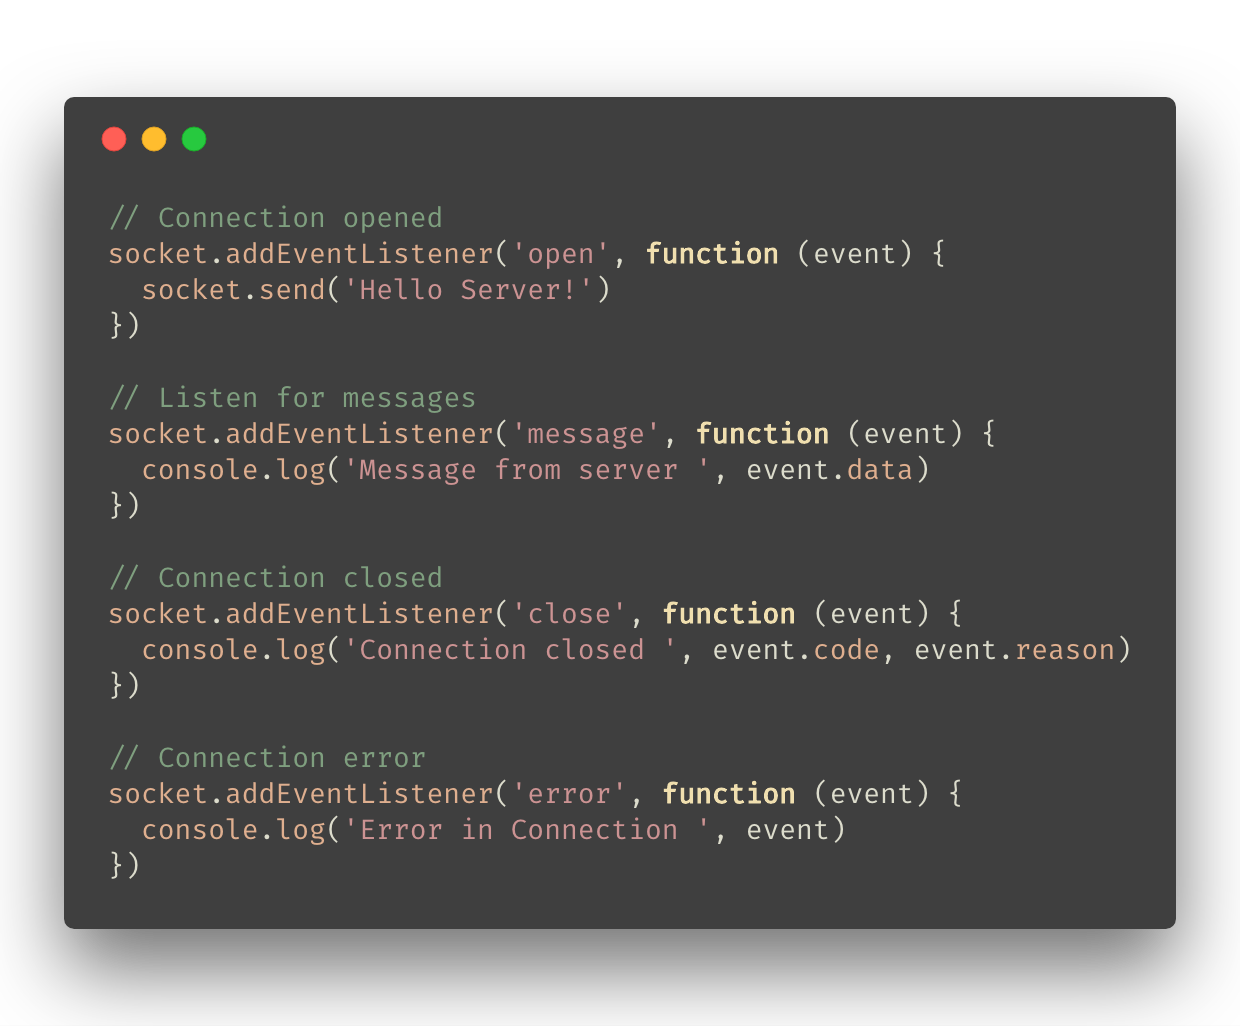 // Connection opened
socket.addEventListener('open', function (event) {
  socket.send('Hello Server!')
})

// Listen for messages
socket.addEventListener('message', function (event) {
  console.log('Message from server ', event.data)
})

// Connection closed
socket.addEventListener('close', function (event) {
  console.log('Connection closed ', event.code, event.reason)
})

// Connection error
socket.addEventListener('error', function (event) {
  console.log('Error in Connection ', event)
})